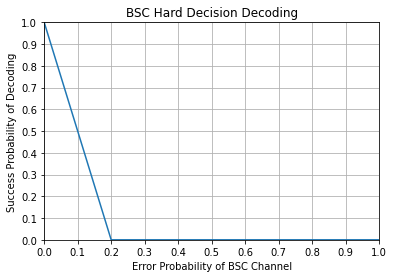 BSC Hard Decision Decoding
Success Probability of Decoding
1.0
0.9
0.8
0.7
0.6
0.5
0.4
0.3
0.2
0.1
0.0
0.0 0.1 0.2 0.3 0.4 0.5 0.6 0.7 0.8 0.9 1.0
Error Probability of BSC Channel